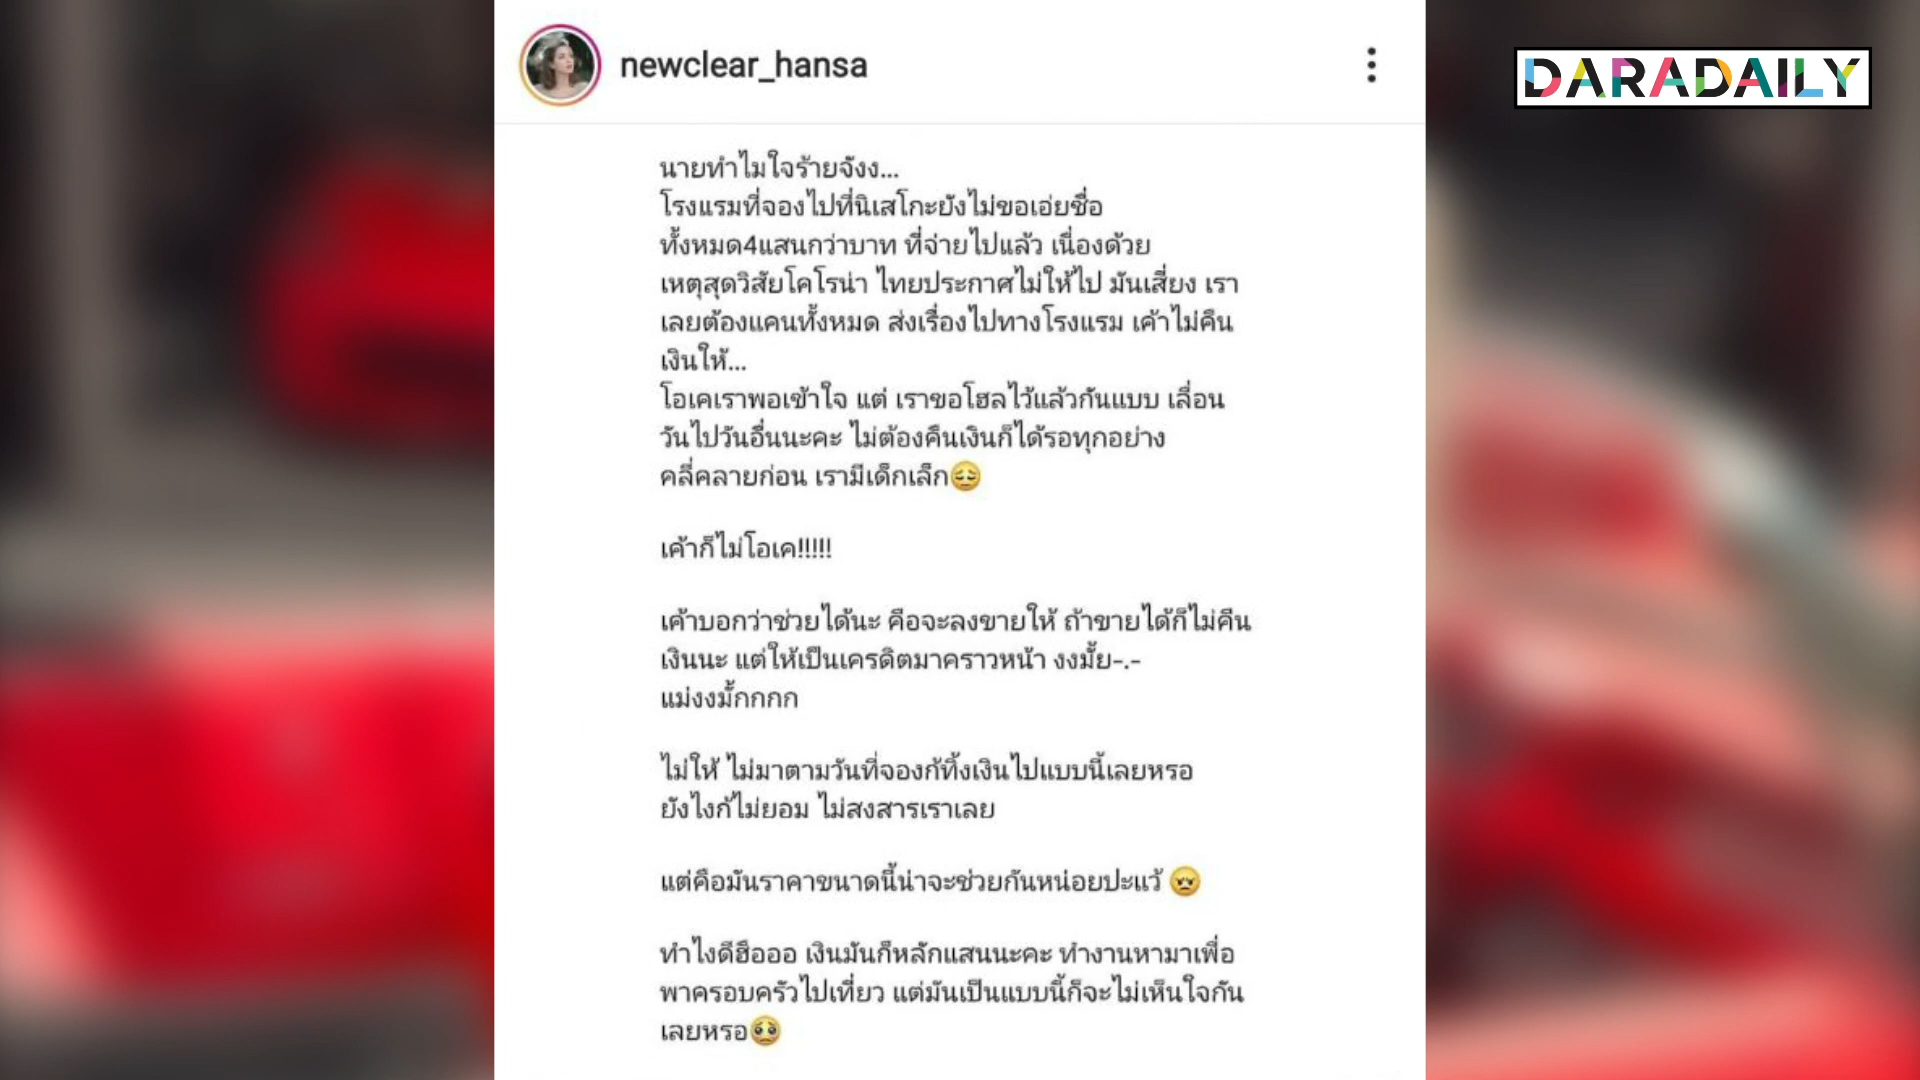 newclear_hansa
DARADAILY
นายทำไมใจร้ายจังง...
โรงแรมที่จองไปที่นิเสโกะยังไม่ขอเอ่ยชื่อ
ทั้งหมด4แสนกว่าบาท ที่จ่ายไปแล้ว เนื่องด้วย
เหตุสุดวิสัยโคโรน่า ไทยประกาศไม่ให้ไป มันเสี่ยง เรา
เลยต้องแคนทั้งหมด ส่งเรื่องไปทางโรงแรม เค้าไม่คืน
เงินให้...
โอเคเราพอเข้าใจ แต่ เราขอโฮลไว้แล้วกันแบบ เลื่อน
วันไปวันอื่นนะคะ ไม่ต้องคืนเงินก็ได้รอทุกอย่าง
คลี่คลายก่อน เรามีเด็กเล็ก😔
เค้าก็ไม่โอเค!!!!!
เค้าบอกว่าช่วยได้นะ คือจะลงขายให้ ถ้าขายได้ก็ไม่คืน
เงินนะ แต่ให้เป็นเครดิตมาคราวหน้า งงมั้ย-.-
แม่งงมั้กกกก
ไม่ให้ ไม่มาตามวันที่จองก้ทิ้งเงินไปแบบนี้เลยหรอ
ยังไงก้ไม่ยอม ไม่สงสารเราเลย
แต่คือมันราคาขนาดนี้น่าจะช่วยกันหน่อยปะแว้ 😠
ทำไงดีฮืออออ เงินมันก็หลักแสนนะคะ ทำงานหามาเพื่อ
พาครอบครัวไปเที่ยว แต่มันเป็นแบบนี้ก็จะไม่เห็นใจกัน
เลยหรอ🥺